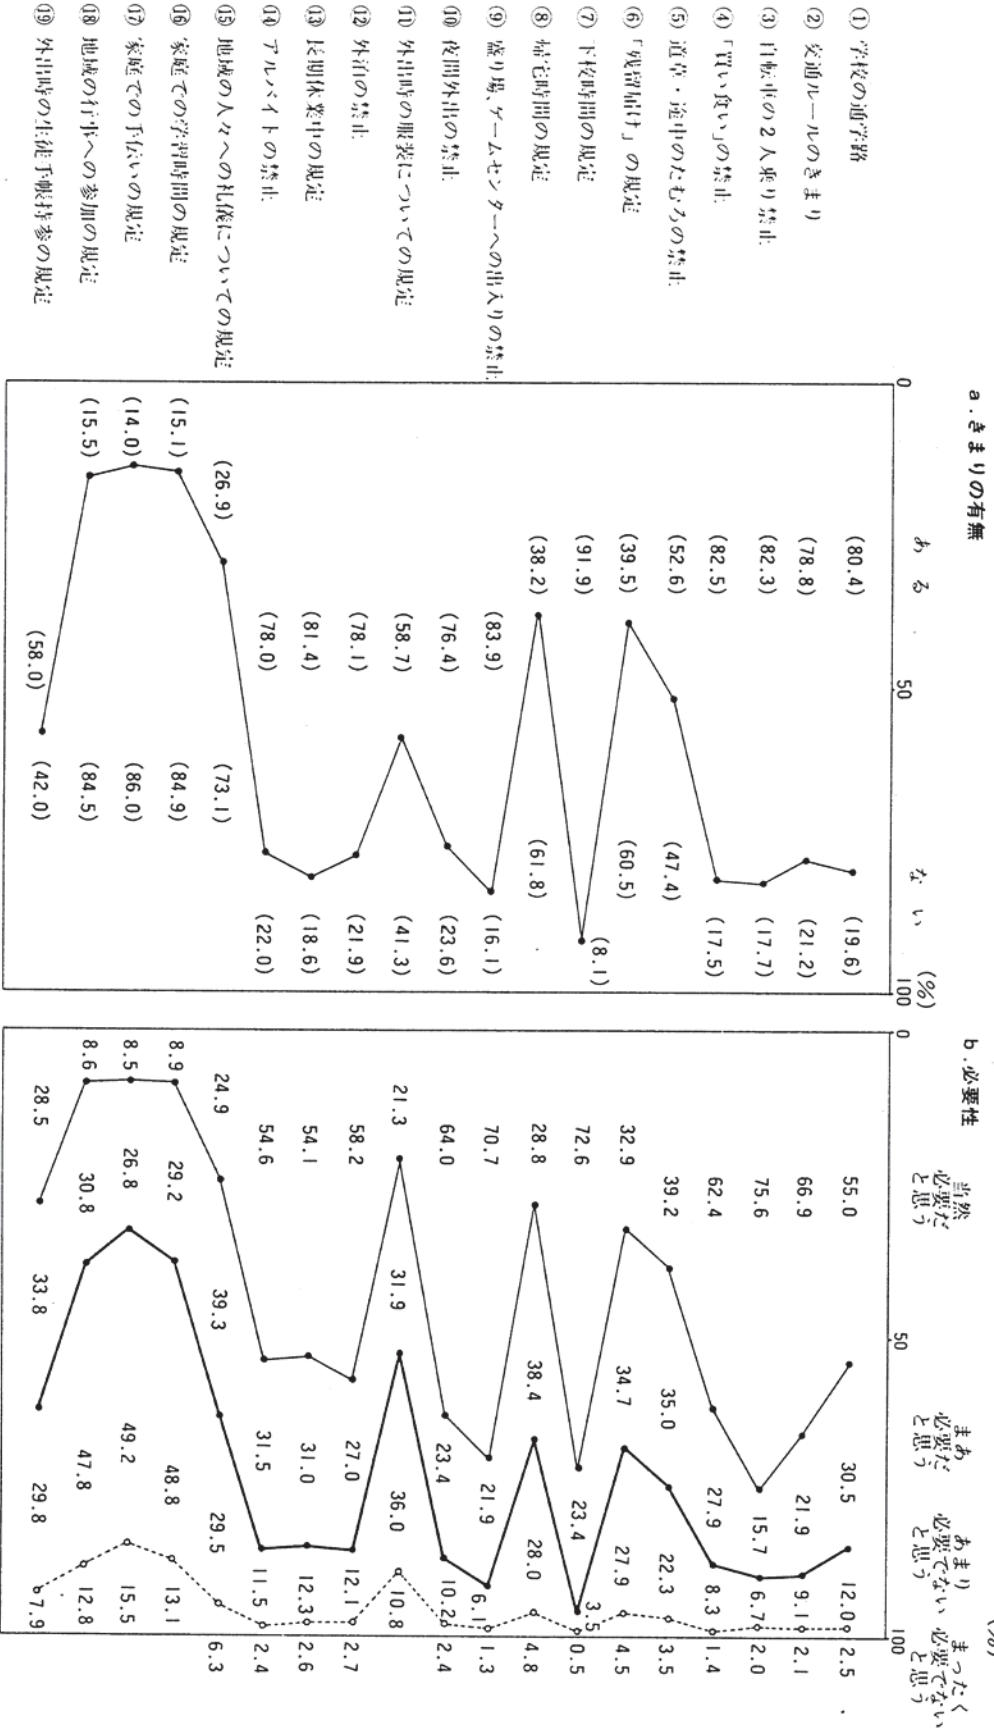 (%)
a.きまりの有無
b.必要性
ある
ない
(%)
当然
必要だ
と思う
まあ
必要だ
と思う
あまり
必要でない
と思う
まったく
必要でない
と思う
0
50
100
0
50
100
① 学校の通学路 (80.4) (19.6) 55.0 30.5 12.0 2.5
② 交通ルールのきまり (78.8) (21.2) 66.9 21.9 9.1 2.1
③ 自転車の2人乗り禁止 (82.3) (17.7) 75.6 15.7 6.7 2.0
④ 「買い食い」の禁止 (82.5) (17.5) 62.4 27.9 8.3 1.4
⑤ 道草・途中のたむろの禁止 (52.6) (47.4) 39.2 35.0 22.3 3.5
⑥ 「残留届け」の規定 (39.5) (60.5) 32.9 34.7 27.9 4.5
⑦ 下校時間の規定 (91.9) (8.1) 72.6 23.4 3.5 0.5
⑧ 帰宅時間の規定 (38.2) (61.8) 28.8 38.4 28.0 4.8
⑨ 盛り場、ゲームセンターへの出入りの禁止 (83.9) (16.1) 70.7 21.9 6.1 1.3
⑩ 夜間外出の禁止 (76.4) (23.6) 64.0 23.4 10.2 2.4
⑪ 外出時の服装についての規定 (58.7) (41.3) 21.3 31.9 36.0 10.8
⑫ 外泊の禁止 (78.1) (21.9) 58.2 27.0 12.1 2.7
⑬ 長期休業中の規定 (81.4) (18.6) 54.1 31.0 12.3 2.6
⑭ アルバイトの禁止 (78.0) (22.0) 54.6 31.5 11.5 2.4
⑮ 地域の人々への礼儀についての規定 (26.9) (73.1) 24.9 39.3 29.5 6.3
⑯ 家庭での学習時間の規定 (15.1) (84.9) 8.9 29.2 48.8 13.1
⑰ 家庭での手伝いの規定 (14.0) (86.0) 8.5 26.8 49.2 15.5
⑱ 地域の行事への参加の規定 (15.5) (84.5) 8.6 30.8 47.8 12.8
⑲ 外出時の生徒手帳持参の規定 (58.0) (42.0) 28.5 33.8 29.8 7.9